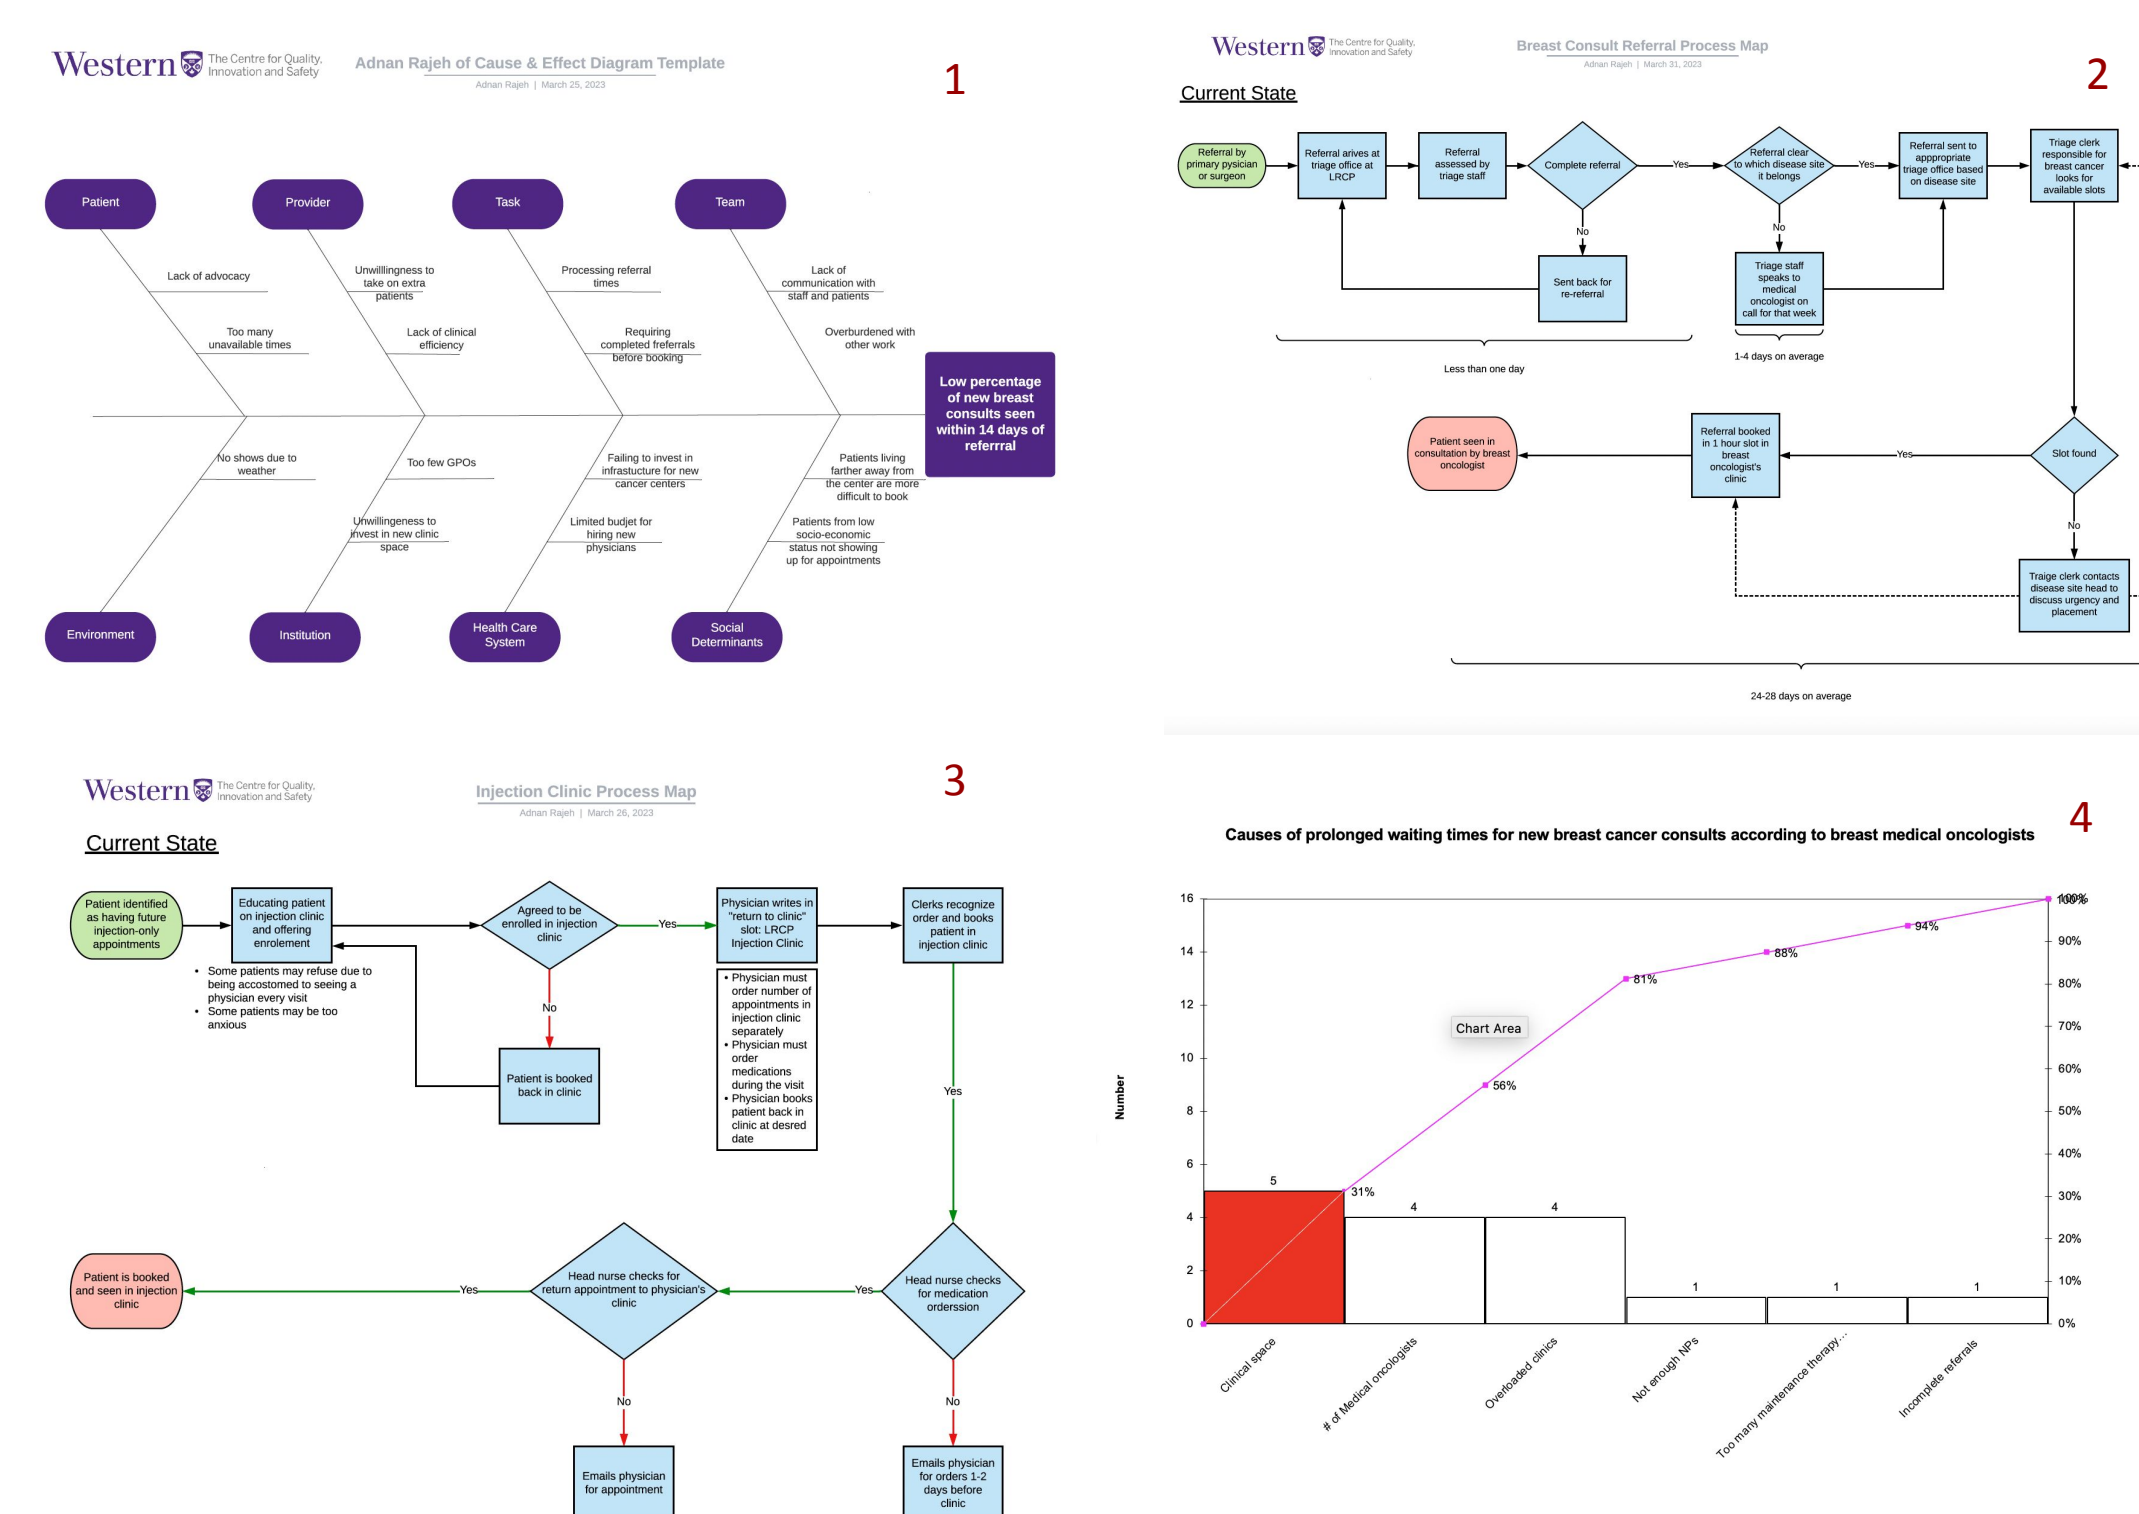 Western
The Centre for Quality,
Innovation and Safety
Adnan Rajeh of Cause & Effect Diagram Template
Adnan Rajeh | March 25, 2023
1
Patient
Provider
Task
Team
Lack of advocacy
Too many
unavailable times
Unwilllingness to
take on extra
patients
Lack of clinical
efficiency
Processing referral
times
Requiring
completed freferrals
before booking
Lack of
communication with
staff and patients
Overburdened with
other work
Low percentage
of new breast
consults seen
within 14 days of
referrral
No shows due to
weather
Too few GPOs
Unwillingeness to
invest in new clinic
space
Failing to invest in
infrastucture for new
cancer centers
Limited budjet for
hiring new
physicians
Patients living
farther away from
the center are more
difficult to book
Patients from low
socio-economic
status not showing
up for appointments
Environment
Institution
Health Care
System
Social
Determinants
Western
The Centre for Quality,
Innovation and Safety
Breast Consult Referral Process Map
Adnan Rajeh | March 31, 2023
2
Current State
Referral by
primary pysician
or surgeon
Referral arives at
triage office at
LRCP
Referral
assessed by
triage staff
Complete referral
Yes
Referral clear
to which disease site
it belongs
Yes
Referral sent to
apppropriate
triage office based
on disease site
Triage clerk
responsible for
breast cancer
looks for
available slots
No
No
Sent back for
re-referral
Triage staff
speaks to
medical
oncologist on
call for that week
Less than one day
1-4 days on average
Patient seen in
consultation by breast
oncologist
Referral booked
in 1 hour slot in
breast
oncologist's
clinic
Yes
Slot found
No
Traige clerk contacts
disease site head to
discuss urgency and
placement
24-28 days on average
Western
The Centre for Quality,
Innovation and Safety
Injection Clinic Process Map
Adnan Rajeh | March 26, 2023
3
Current State
Patient identified
as having future
injection-only
appointments
Educating patient
on injection clinic
and offering
enrolement
• Some patients may refuse due to
being accostomed to seeing a
physician every visit
• Some patients may be too
anxious
Agreed to be
enrolled in injection
clinic
Yes
No
Patient is booked
back in clinic
Physician writes in
"return to clinic"
slot: LRCP
Injection Clinic
• Physician must
order number of
appointments in
injection clinic
separately
• Physician must
order
medications
during the visit
• Physician books
patient back in
clinic at desred
date
Clerks recognize
order and books
patient in
injection clinic
Yes
Patient is booked
and seen in injection
clinic
Yes
Head nurse checks for
return appointment to physician's
clinic
Yes
Head nurse checks
for medication
orderssion
No
No
Emails physician
for appointment
Emails physician
for orders 1-2
days before
clinic
4
Causes of prolonged waiting times for new breast cancer consults according to breast medical oncologists
Number
16
14
12
10
8
6
4
2
0
100%
90%
80%
70%
60%
50%
40%
30%
20%
10%
0%
Chart Area
5
4
4
1
1
1
31%
56%
81%
88%
94%
100%
Clinical space
# of Medical oncologists
Overloaded clinics
Not enough NPs
Too many maintenance therapy...
Incomplete referrals